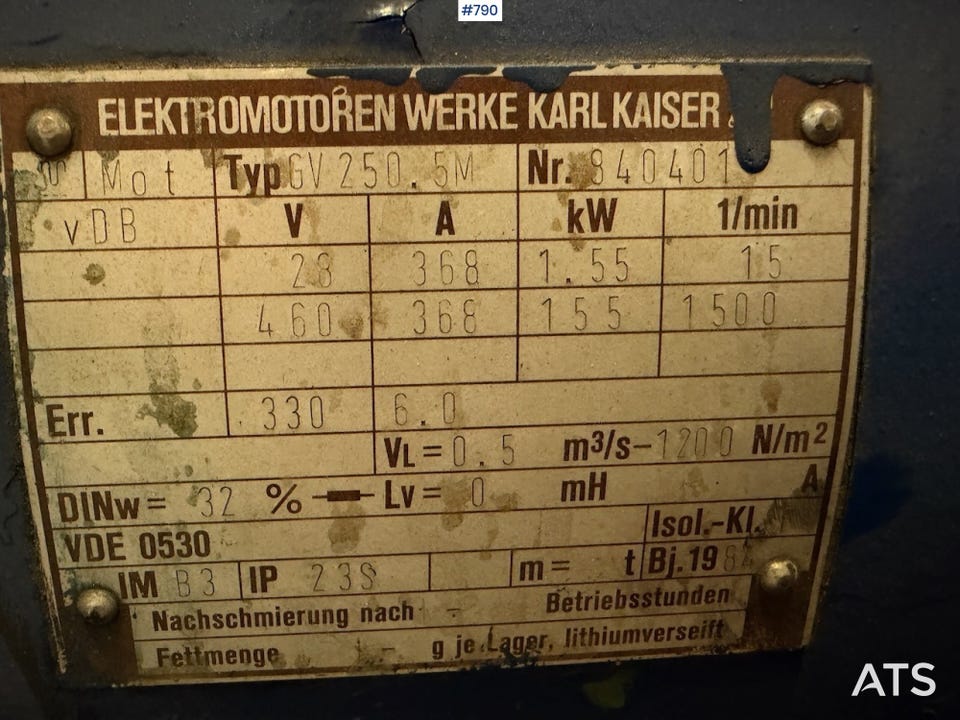 #790
ELEKTROMOTOREN WERKE KARL KAISER
Mot Typ GV 250.5M Nr. 840401
vDB V A kW 1/min
28 368 1.55 15
460 368 155 1500
Err. 330 6.0
VL = 0.5 m³/s - 1200 N/m²
DINw = 32 % Lv = 0 mH A
VDE 0530 Isol.-Kl.
IM B3 IP 23S m = t Bj. 1984
Nachschmierung nach - Betriebsstunden
Fettmenge - g je Lager, lithiumverseift
ATS